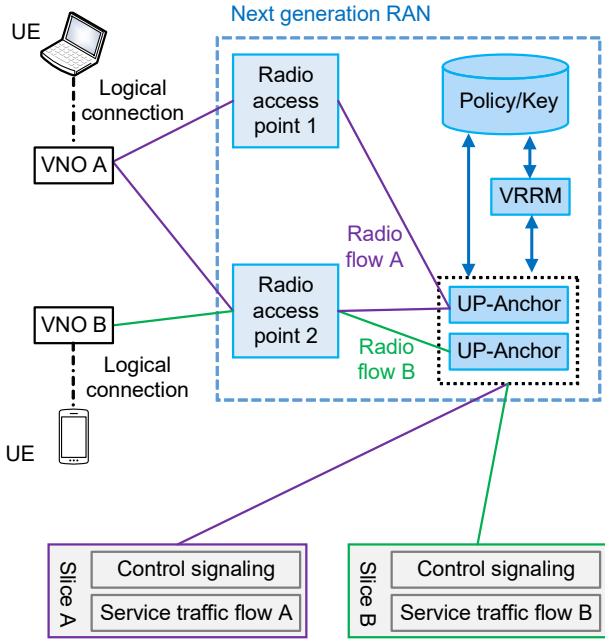 Next generation RAN
UE
Logical
connection
VNO A
Radio
access
point 1
Policy/Key
VRRM
Radio
flow A
VNO B
Radio
access
point 2
UP-Anchor
UP-Anchor
Radio
flow B
Logical
connection
UE
Slice A
Control signaling
Service traffic flow A
Slice B
Control signaling
Service traffic flow B